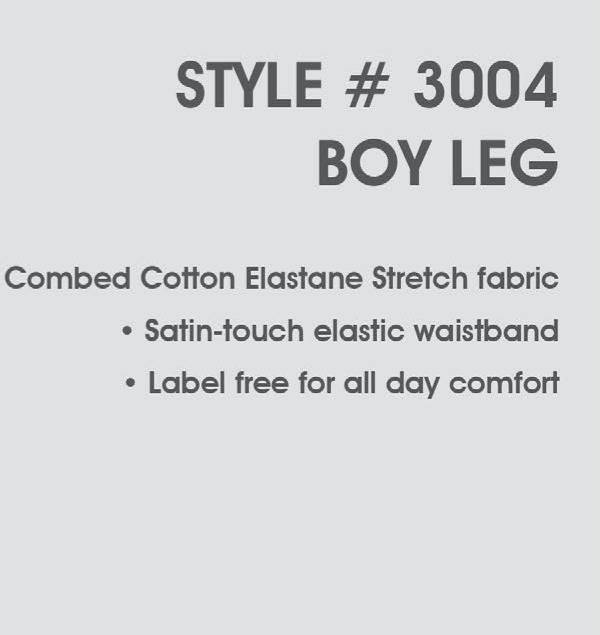 STYLE # 3004
BOY LEG
Combed Cotton Elastane Stretch fabric
• Satin-touch elastic waistband
• Label free for all day comfort